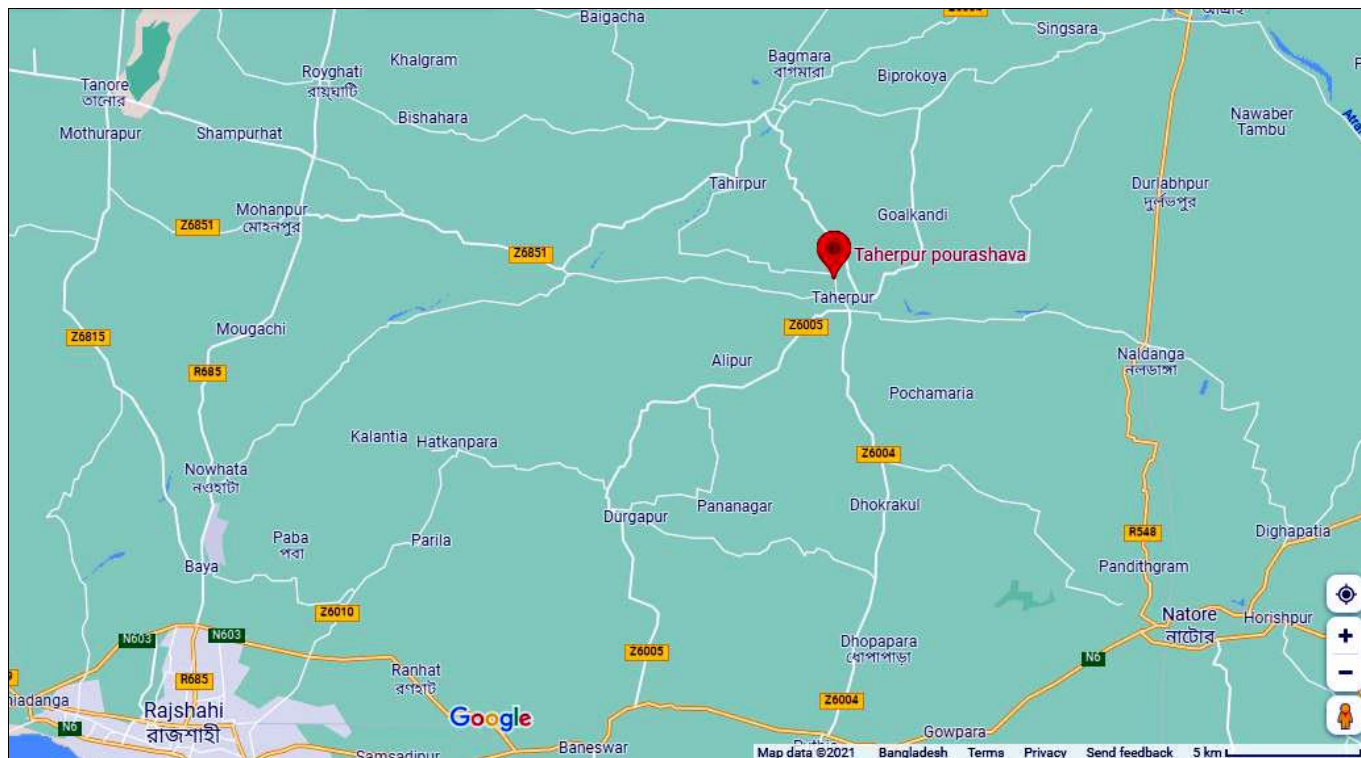 Baigacha
Singsara
Bagmara
বাগমারা
Khalgram
Royghati
রায়ঘাটি
Biprokoya
Tanore
তানোর
Bishahara
Nawaber
Tambu
Mothurapur
Shampurhat
Tahirpur
Durlabhpur
দুর্লভপুর
Mohanpur
মোহনপুর
Goalkandi
Z6851
Z6851
Taherpur pourashava
Taherpur
Mougachi
Z6005
Z6815
Alipur
Naldanga
নলডাঙ্গা
R685
Pochamaria
Kalantia
Hatkanpara
Z6004
Nowhata
নওহাটা
Durgapur
Pananagar
Dhokrakul
Paba
পবা
Parila
R548
Dighapatia
Baya
Pandithgram
Z6010
Natore
নাটোর
Horishpur
N603
N603
Dhopapara
ধোপাপাড়া
Z6005
N6
Ranhat
রণহাট
R685
Z6004
Rajshahi
রাজশাহী
Google
N6
Gowpara
Baneswar
Map data ©2021 Bangladesh Terms Privacy Send feedback 5 km